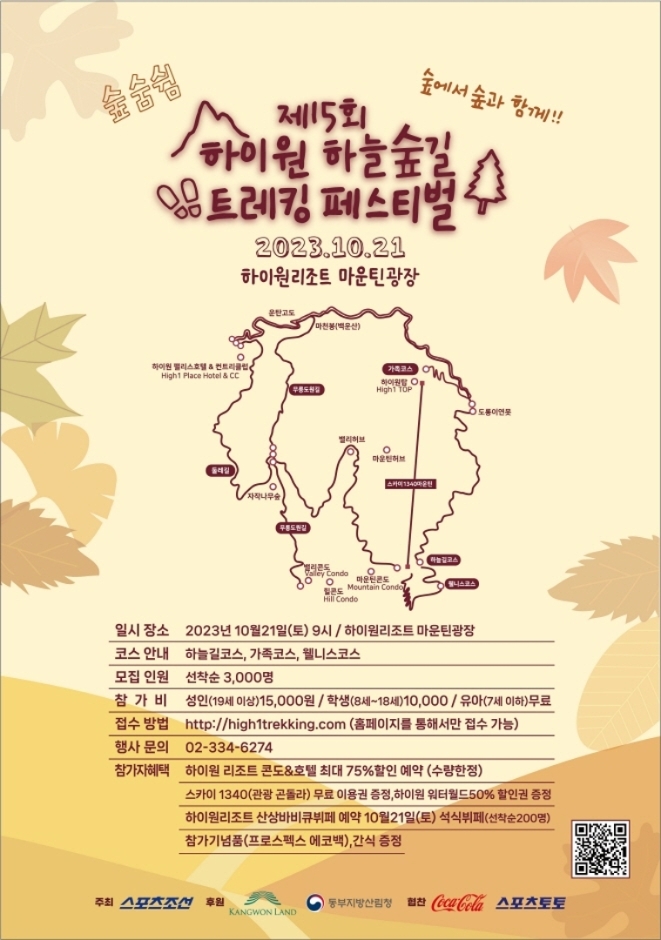 숲숨쉼
숲에서 숲과 함께!!
제15회
하이원 하늘숲길
트레킹 페스티벌
2023.10.21
하이원리조트 마운틴광장
운탄고도
마천봉(백운산)
하이원 팰리스호텔 & 컨트리클럽
High1 Place Hotel & CC
가족코스
하이원탑
High1 TOP
무릉도원길
도롱이연못
밸리허브
마운틴허브
둘레길
스카이1340마운틴
자작나무숲
무릉도원길
하늘길코스
밸리콘도
Valley Condo
마운틴콘도
Mountain Condo
힐콘도
Hill Condo
웰니스코스
일시 장소 2023년 10월21일(토) 9시 / 하이원리조트 마운틴광장
코스 안내 하늘길코스, 가족코스, 웰니스코스
모집 인원 선착순 3,000명
참 가 비 성인(19세 이상)15,000원 / 학생(8세~18세)10,000 / 유아(7세 이하)무료
접수 방법 http://high1trekking.com (홈페이지를 통해서만 접수 가능)
행사 문의 02-334-6274
참가자혜택 하이원 리조트 콘도&호텔 최대 75%할인 예약 (수량한정)
스카이 1340(관광 곤돌라) 무료 이용권 증정,하이원 워터월드50% 할인권 증정
하이원리조트 산상바비큐뷔페 예약 10월21일(토) 석식뷔페(선착순200명)
참가기념품(프로스펙스 에코백),간식 증정
주최 스포츠조선 후원 KANGWON LAND 동부지방산림청 협찬 Coca-Cola 스포츠토토